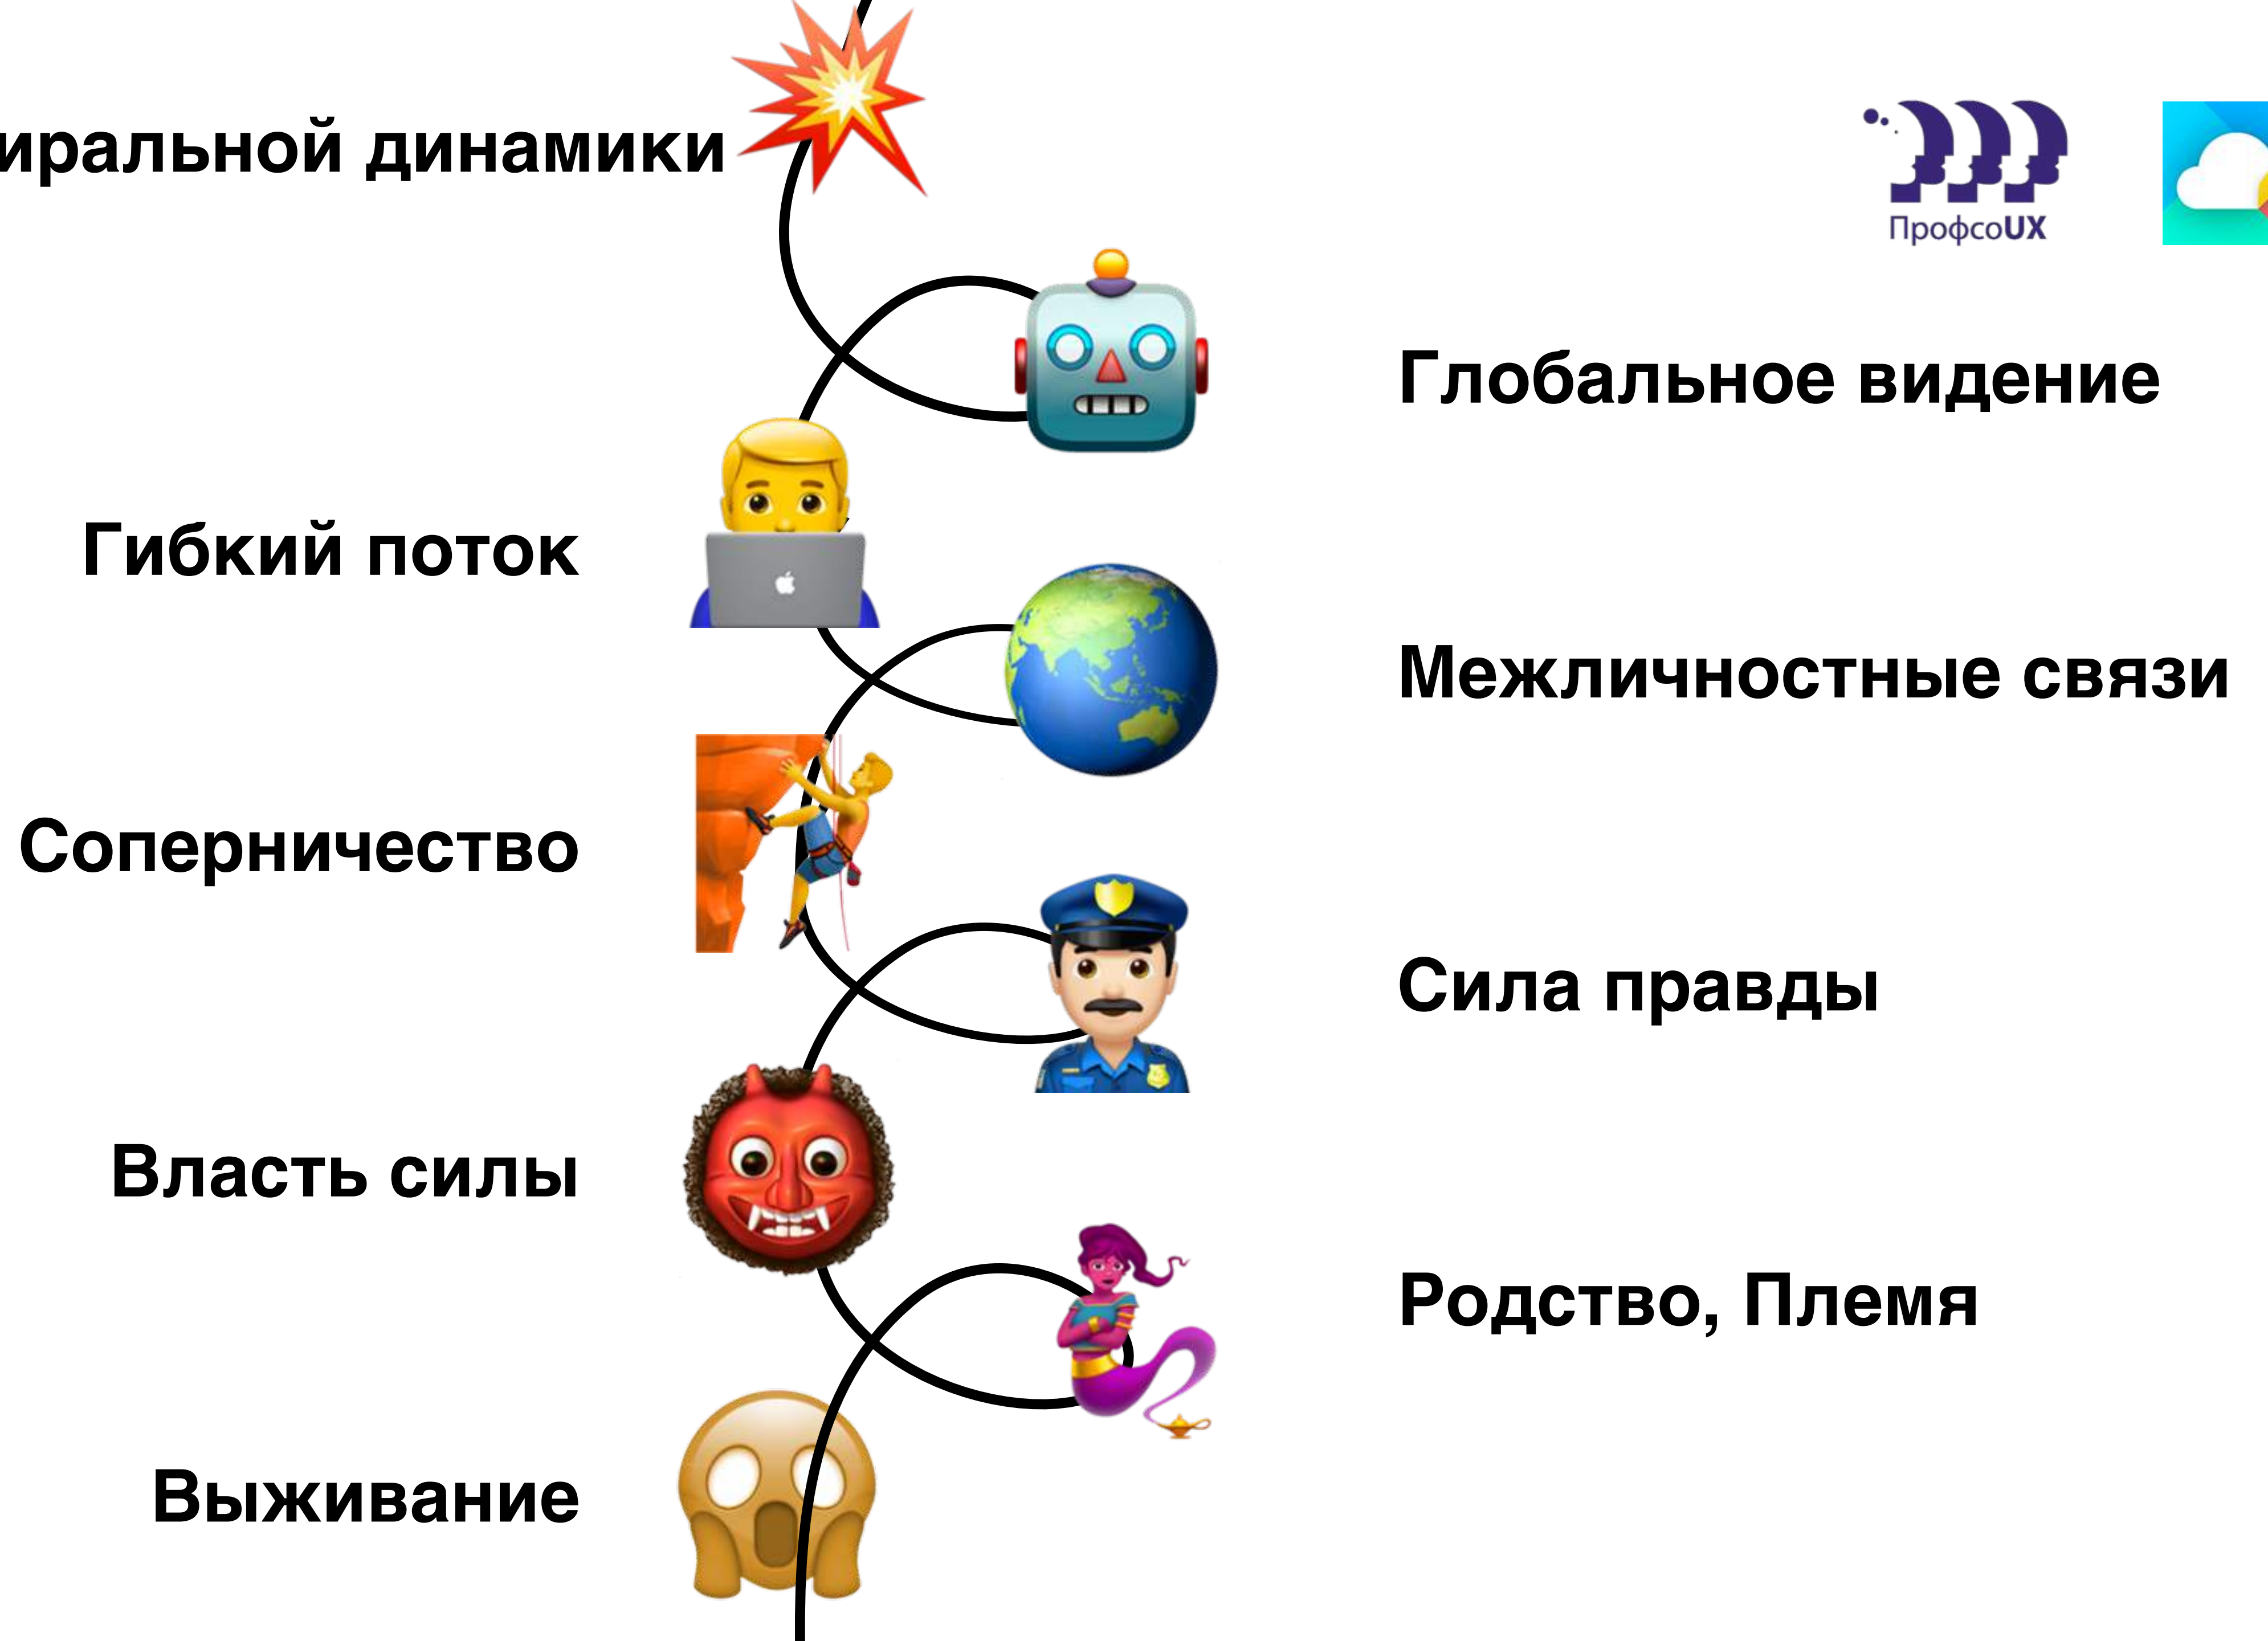 иральной динамики
ПрофсоUX
Глобальное видение
Гибкий поток
Межличностные связи
Соперничество
Сила правды
Власть силы
Родство, Племя
Выживание